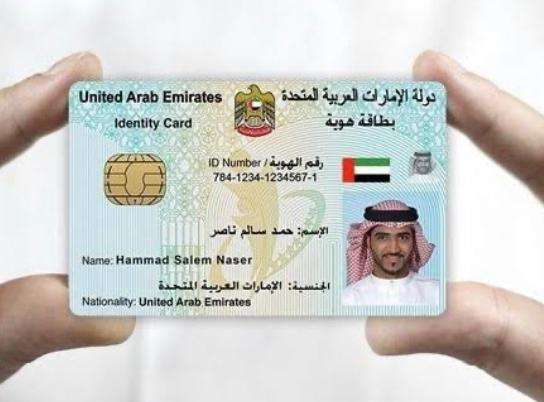 United Arab Emirates
دولة الإمارات العربية المتحدة
Identity Card
بطاقة هوية
ID Number / رقم الهوية
784-1234-1234567-1
الإسم: حمد سالم ناصر
Name: Hammad Salem Naser
الجنسية: الإمارات العربية المتحدة
Nationality: United Arab Emirates